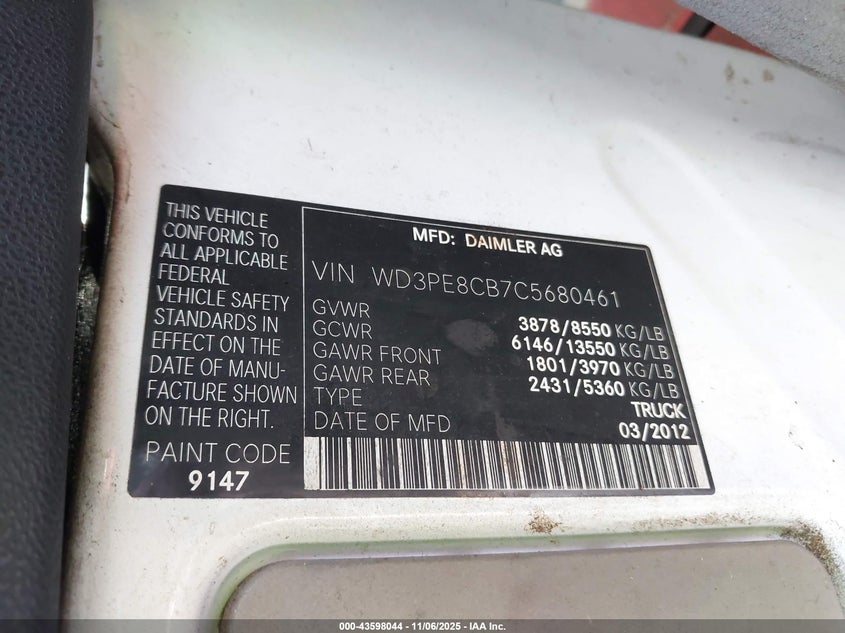 THIS VEHICLE
CONFORMS TO
ALL APPLICABLE
FEDERAL
VEHICLE SAFETY
STANDARDS IN
EFFECT ON THE
DATE OF MANU-
FACTURE SHOWN
ON THE RIGHT.
PAINT CODE
9147
MFD: DAIMLER AG
VIN WD3PE8CB7C5680461
GVWR 3878/8550 KG/LB
GCWR 6146/13550 KG/LB
GAWR FRONT 1801/3970 KG/LB
GAWR REAR 2431/5360 KG/LB
TYPE TRUCK
DATE OF MFD 03/2012
000-43598044 - 11/06/2025 - IAA Inc.